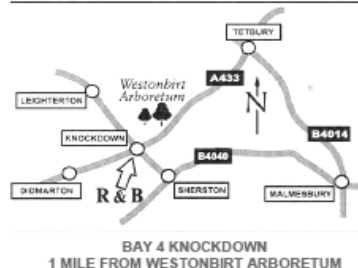 TETBURY
A433
Westonbirt
Arboretum
N
LEIGHTERTON
KNOCKDOWN
B4014
B4040
DIDMARTON
R & B
SHERSTON
MALMESBURY
BAY 4 KNOCKDOWN
1 MILE FROM WESTONBIRT ARBORETUM